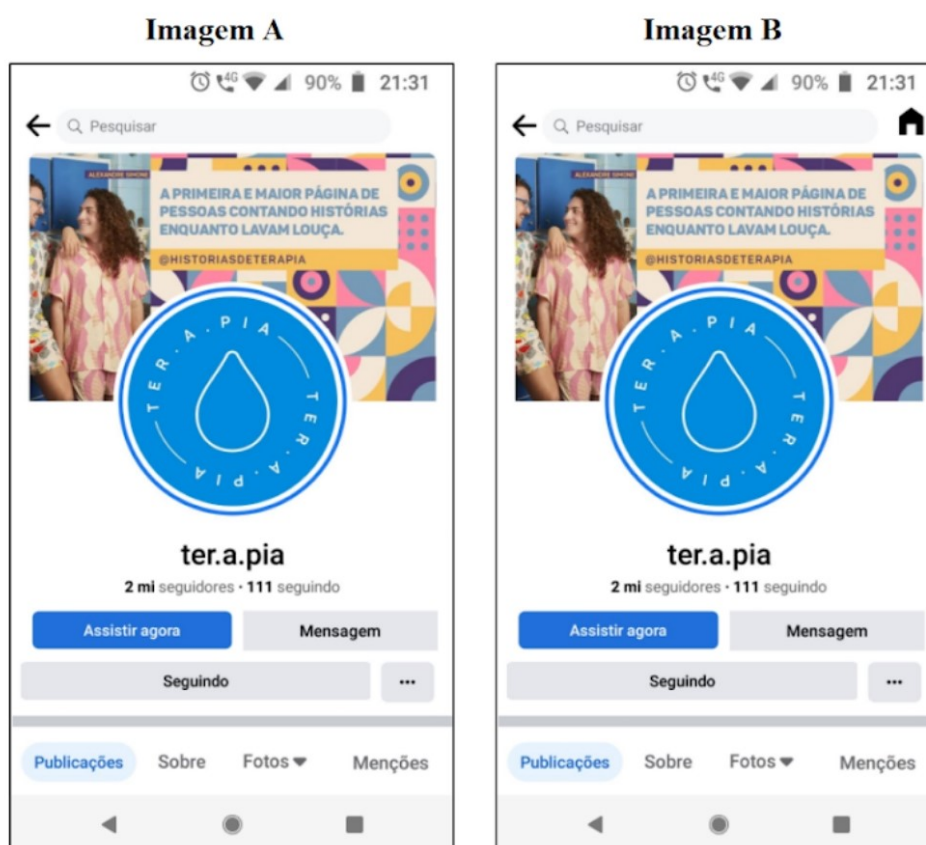 Imagem A
4G 90% 21:31
Pesquisar
ALEXANDRE SIMONE
A PRIMEIRA E MAIOR PÁGINA DE
PESSOAS CONTANDO HISTÓRIAS
ENQUANTO LAVAM LOUÇA.
@HISTORIASDETERAPIA
TER.A.PIA
TER.A.PIA
ter.a.pia
2 mi seguidores · 111 seguindo
Assistir agora Mensagem
Seguindo ...
Publicações Sobre Fotos Menções
Imagem B
4G 90% 21:31
Pesquisar
ALEXANDRE SIMONE
A PRIMEIRA E MAIOR PÁGINA DE
PESSOAS CONTANDO HISTÓRIAS
ENQUANTO LAVAM LOUÇA.
@HISTORIASDETERAPIA
TER.A.PIA
TER.A.PIA
ter.a.pia
2 mi seguidores · 111 seguindo
Assistir agora Mensagem
Seguindo ...
Publicações Sobre Fotos Menções